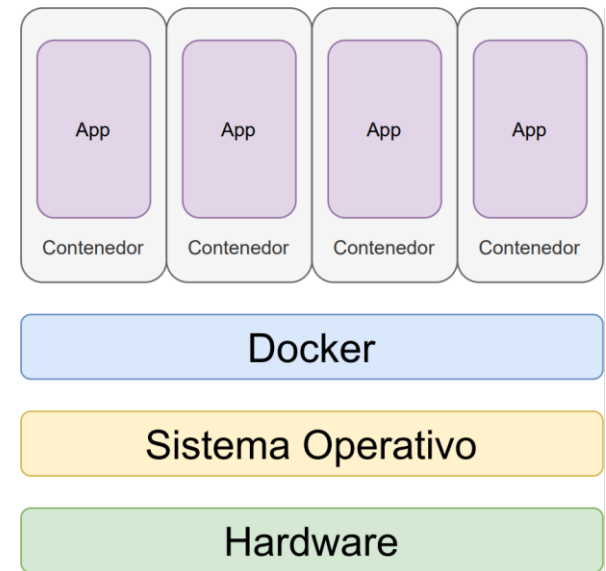 App App App App
Contenedor Contenedor Contenedor Contenedor
Docker
Sistema Operativo
Hardware